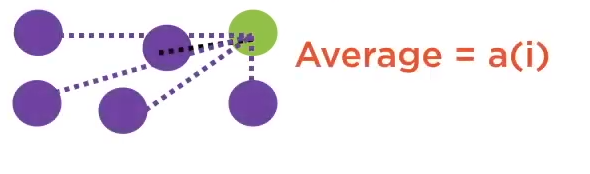 Average = a(i)